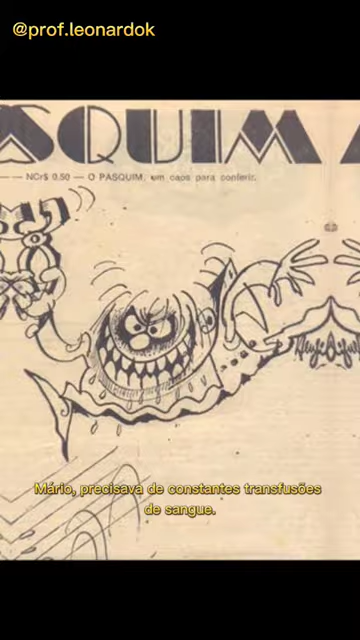 @prof.leonardok
SQUIM A
NCr$ 0,50 — O PASQUIM, um caos para conferir.
Mário, precisava de constantes transfusões
de sangue.